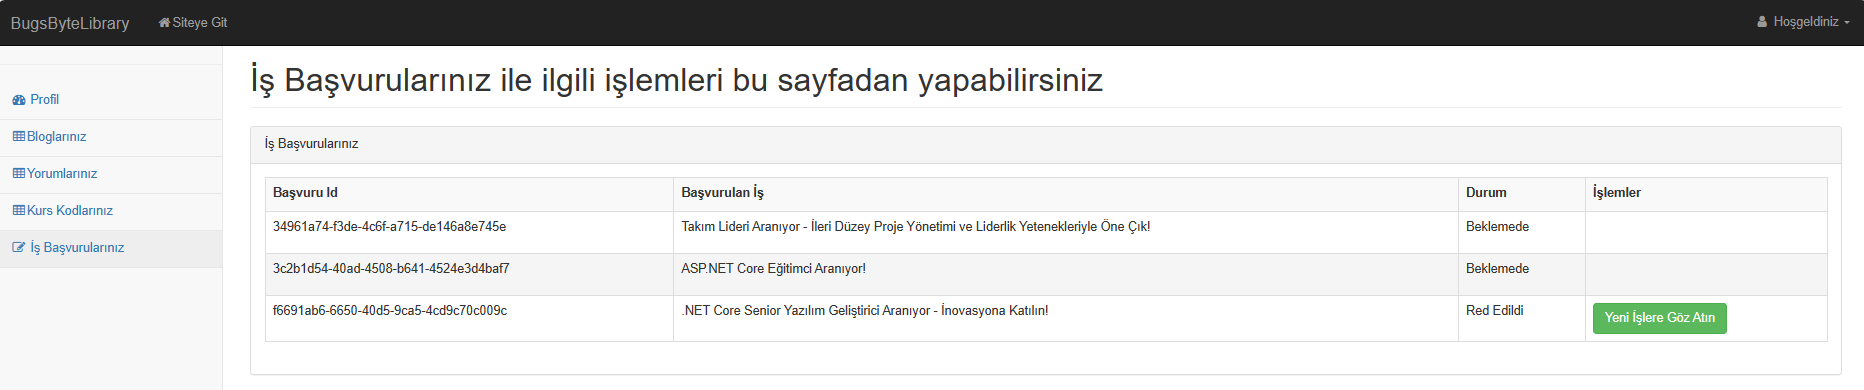 BugsByteLibrary Siteye Git Hoşgeldiniz
İş Başvurularınız ile ilgili işlemleri bu sayfadan yapabilirsiniz
Profil
Bloglarınız
Yorumlarınız
Kurs Kodlarınız
İş Başvurularınız
İş Başvurularınız
Başvuru Id Başvurulan İş Durum İşlemler
34961a74-f3de-4c6f-a715-de146a8e745e Takım Lideri Aranıyor - İleri Düzey Proje Yönetimi ve Liderlik Yetenekleriyle Öne Çık! Beklemede
3c2b1d54-40ad-4508-b641-4524e3d4baf7 ASP.NET Core Eğitimci Aranıyor! Beklemede
f6691ab6-6650-40d5-9ca5-4cd9c70c009c .NET Core Senior Yazılım Geliştirici Aranıyor - İnovasyona Katılın! Red Edildi Yeni İşlere Göz Atın